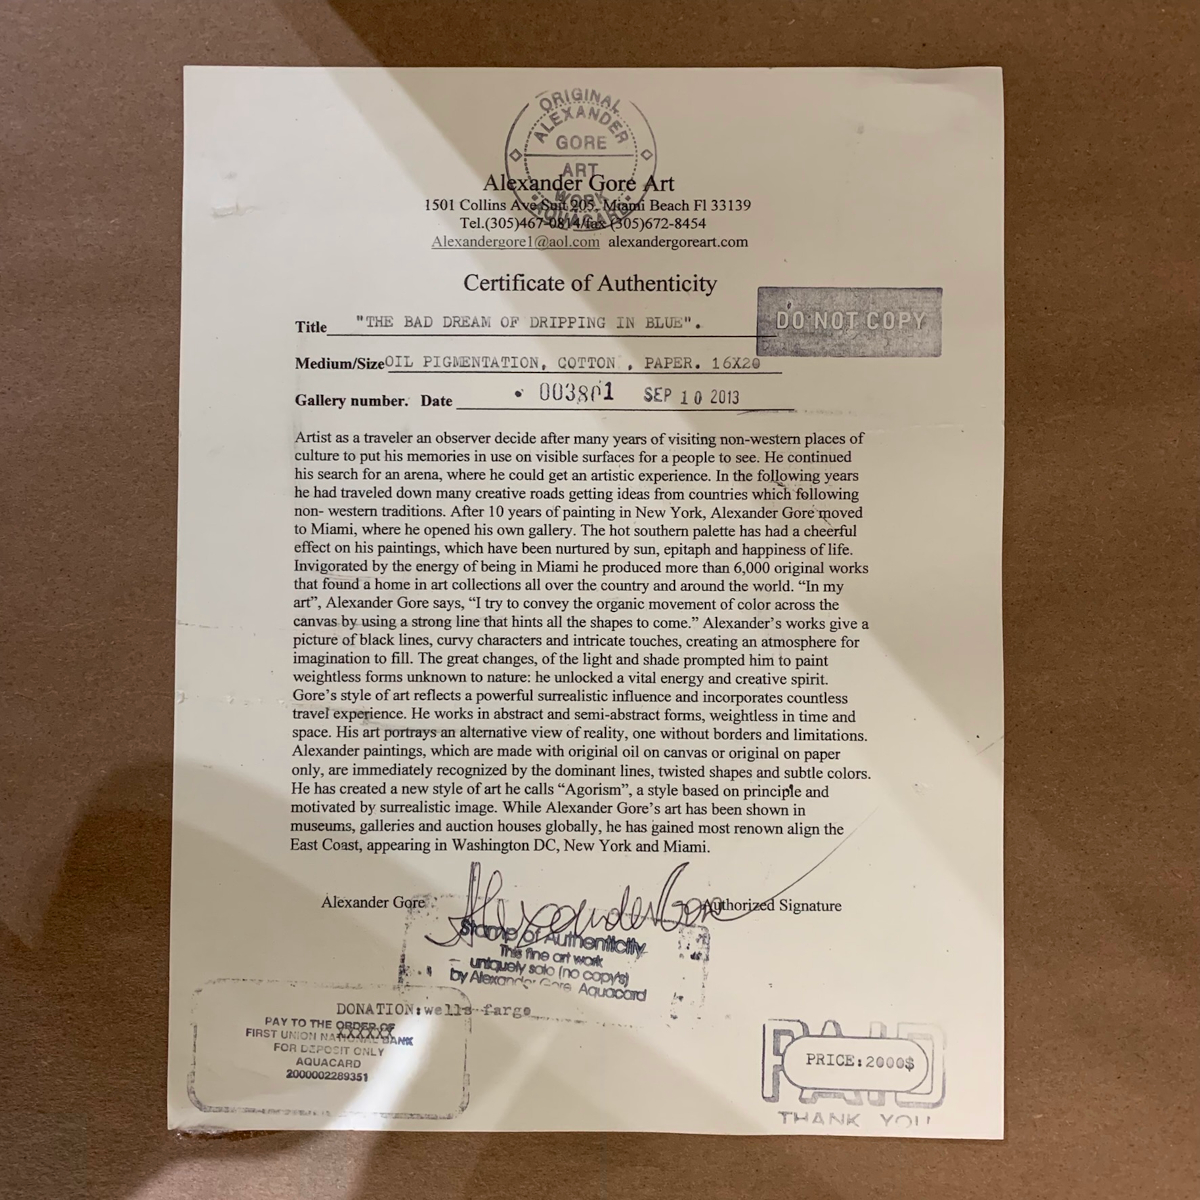 ORIGINAL
ALEXANDER
GORE
ART
WORK
Alexander Gore Art
1501 Collins Ave Suit 205, Miami Beach Fl 33139
Tel.(305)467-0814/fax (305)672-8454
Alexandergore1@aol.com alexandergoreart.com
Certificate of Authenticity
DO NOT COPY
Title "THE BAD DREAM OF DRIPPING IN BLUE".
Medium/Size OIL PIGMENTATION, COTTON , PAPER. 16X20
Gallery number. Date 003861 SEP 10 2013
Artist as a traveler an observer decide after many years of visiting non-western places of
culture to put his memories in use on visible surfaces for a people to see. He continued
his search for an arena, where he could get an artistic experience. In the following years
he had traveled down many creative roads getting ideas from countries which following
non- western traditions. After 10 years of painting in New York, Alexander Gore moved
to Miami, where he opened his own gallery. The hot southern palette has had a cheerful
effect on his paintings, which have been nurtured by sun, epitaph and happiness of life.
Invigorated by the energy of being in Miami he produced more than 6,000 original works
that found a home in art collections all over the country and around the world. “In my
art”, Alexander Gore says, “I try to convey the organic movement of color across the
canvas by using a strong line that hints all the shapes to come.” Alexander’s works give a
picture of black lines, curvy characters and intricate touches, creating an atmosphere for
imagination to fill. The great changes, of the light and shade prompted him to paint
weightless forms unknown to nature: he unlocked a vital energy and creative spirit.
Gore’s style of art reflects a powerful surrealistic influence and incorporates countless
travel experience. He works in abstract and semi-abstract forms, weightless in time and
space. His art portrays an alternative view of reality, one without borders and limitations.
Alexander paintings, which are made with original oil on canvas or original on paper
only, are immediately recognized by the dominant lines, twisted shapes and subtle colors.
He has created a new style of art he calls “Agorism”, a style based on principle and
motivated by surrealistic image. While Alexander Gore’s art has been shown in
museums, galleries and auction houses globally, he has gained most renown align the
East Coast, appearing in Washington DC, New York and Miami.
Alexander Gore Alexander Gore Authorized Signature
Stamp of Authenticity
This fine art work
uniquely sold (no copy's)
by Alexander Gore Aquacard
DONATION:wells fargo
PAY TO THE ORDER OF
XXXXXX
FIRST UNION NATIONAL BANK
FOR DEPOSIT ONLY
AQUACARD
2000002289351
PAID
PRICE:2000$
THANK YOU